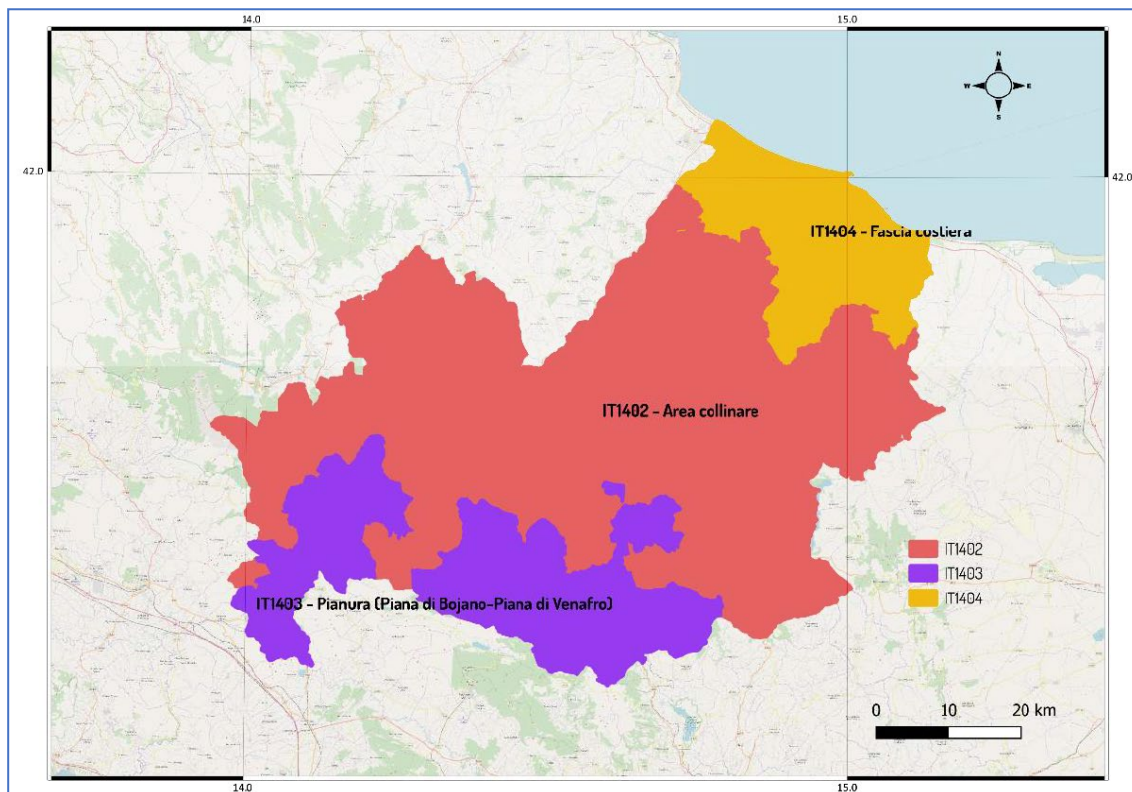 14.0
15.0
N
W
E
S
42.0
42.0
IT1404 - Fascia costiera
IT1402 - Area collinare
IT1402
IT1403
IT1404
IT1403 - Pianura (Piana di Bojano-Piana di Venafro)
0 10 20 km
14.0
15.0